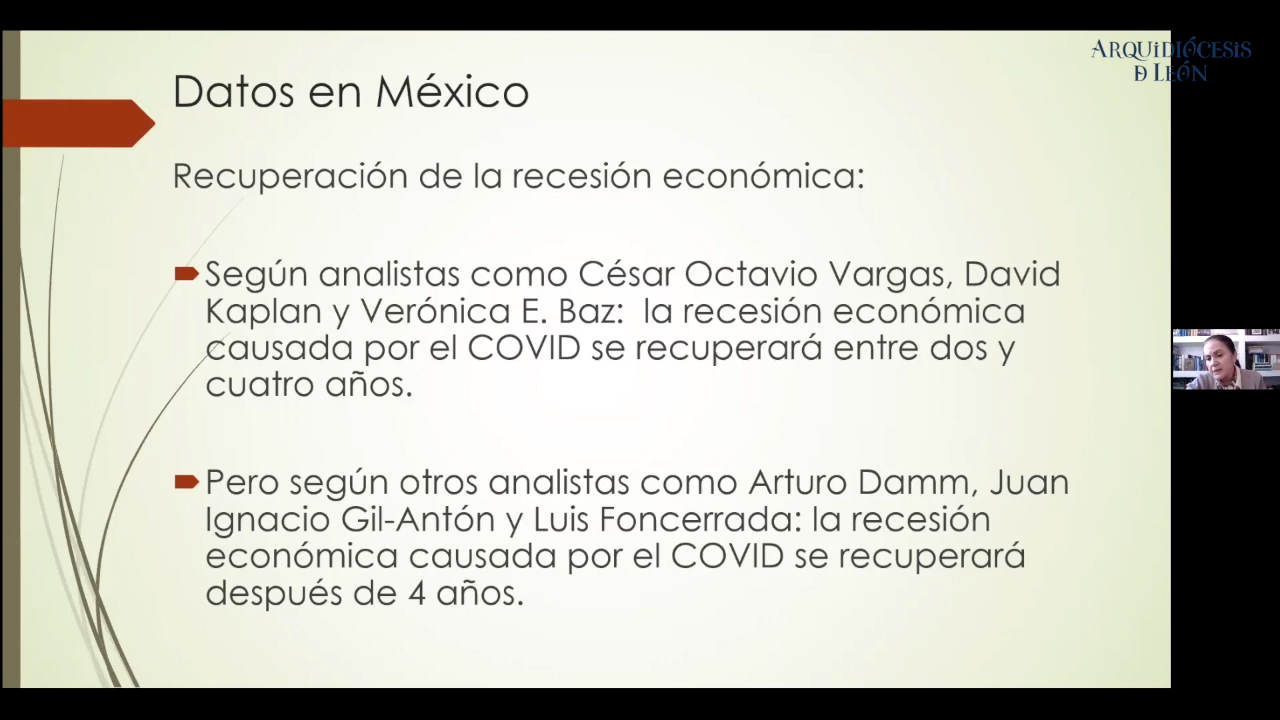 ARQUIDIÓCESIS
D LEÓN
Datos en México
Recuperación de la recesión económica:
Según analistas como César Octavio Vargas, David
Kaplan y Verónica E. Baz:  la recesión económica
causada por el COVID se recuperará entre dos y
cuatro años.
Pero según otros analistas como Arturo Damm, Juan
Ignacio Gil-Antón y Luis Foncerrada: la recesión
económica causada por el COVID se recuperará
después de 4 años.